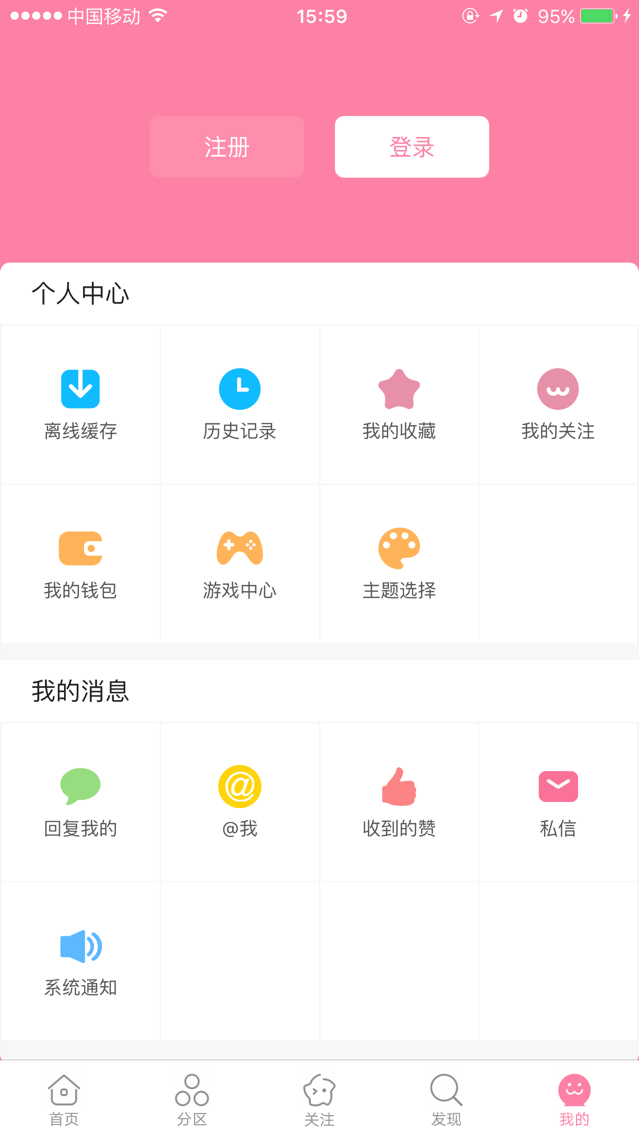 中国移动 15:59 95%
注册 登录
个人中心
离线缓存 历史记录 我的收藏 我的关注
我的钱包 游戏中心 主题选择
我的消息
回复我的 @我 收到的赞 私信
系统通知
首页 分区 关注 发现 我的